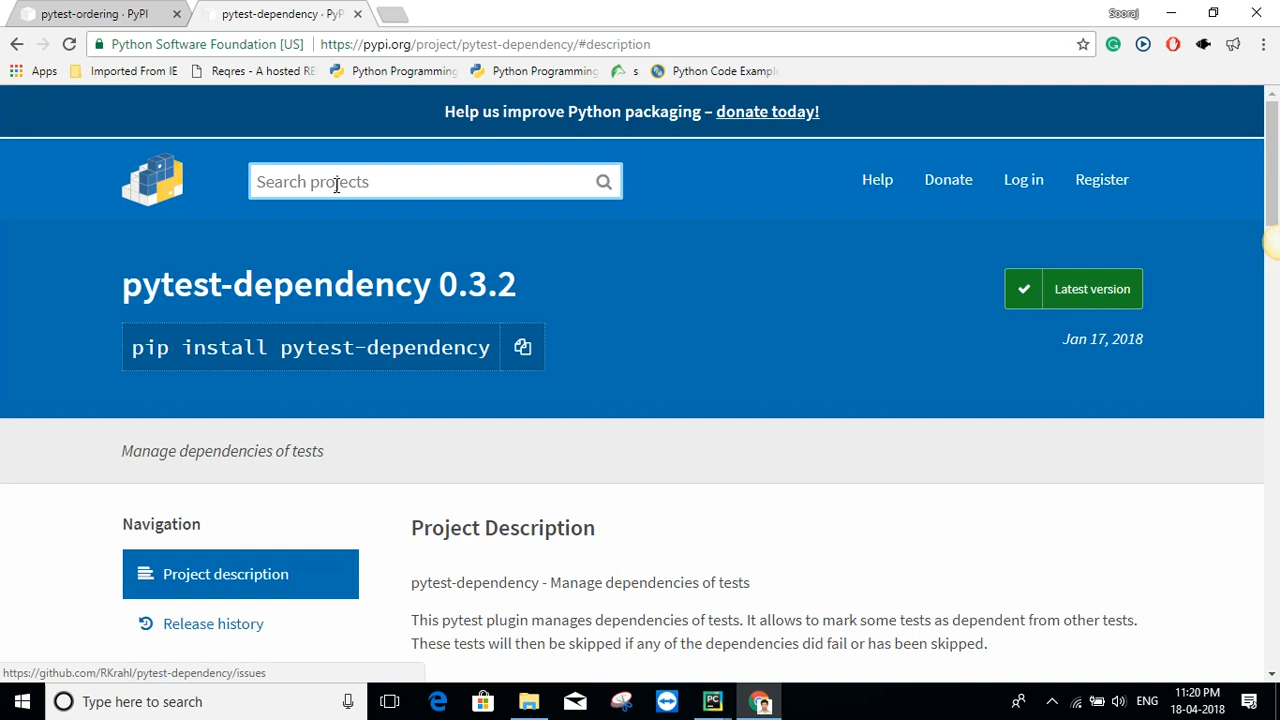 pytest-ordering · PyPI
pytest-dependency · PyP
Sooraj
Python Software Foundation [US]
https://pypi.org/project/pytest-dependency/#description
Apps
Imported From IE
Reqres - A hosted RE
Python Programming
Python Programming
s
Python Code Example
Help us improve Python packaging – donate today!
Search projects
Help
Donate
Log in
Register
pytest-dependency 0.3.2
Latest version
pip install pytest-dependency
Jan 17, 2018
Manage dependencies of tests
Navigation
Project Description
Project description
pytest-dependency - Manage dependencies of tests
Release history
This pytest plugin manages dependencies of tests. It allows to mark some tests as dependent from other tests.
These tests will then be skipped if any of the dependencies did fail or has been skipped.
https://github.com/RKrahl/pytest-dependency/issues
Type here to search
PC
ENG
11:20 PM
18-04-2018